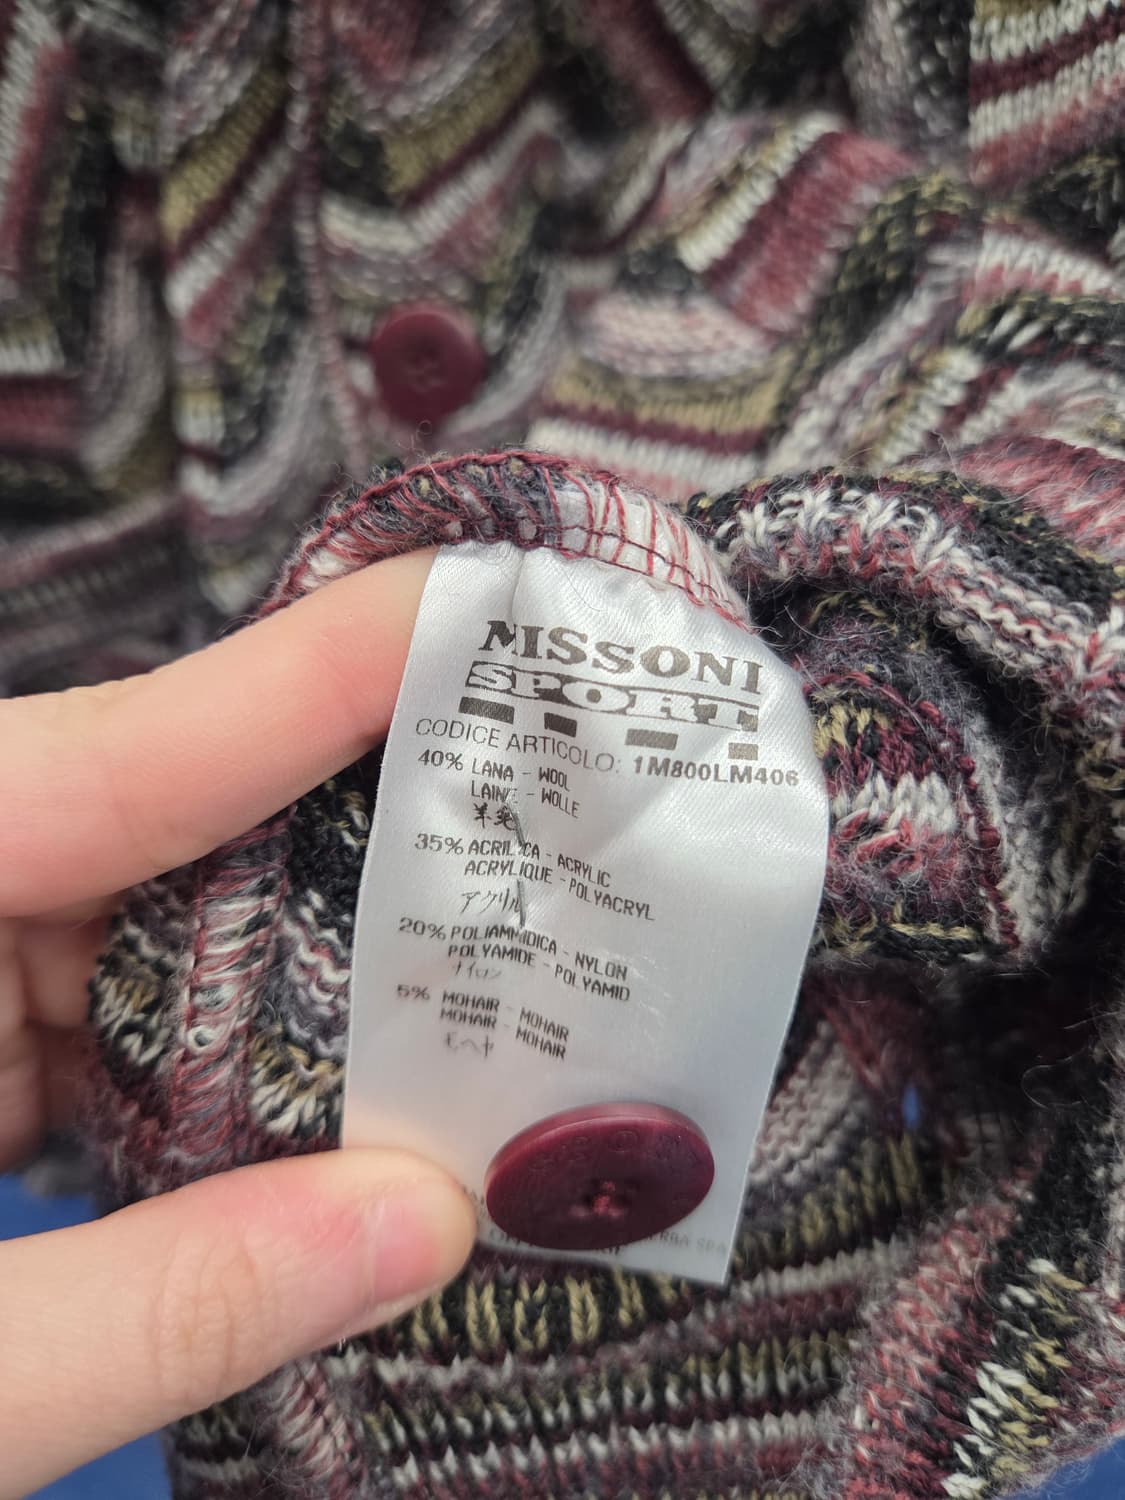 MISSONI
SPORT
CODICE ARTICOLO: 1M800LM406
40% LANA - WOOL
LAINE - WOLLE
羊毛
35% ACRILICA - ACRYLIC
ACRYLIQUE - POLYACRYL
アクリル
20% POLIAMMIDICA - NYLON
POLYAMIDE - POLYAMID
ナイロン
5% MOHAIR - MOHAIR
MOHAIR - MOHAIR
モヘヤ
SPA